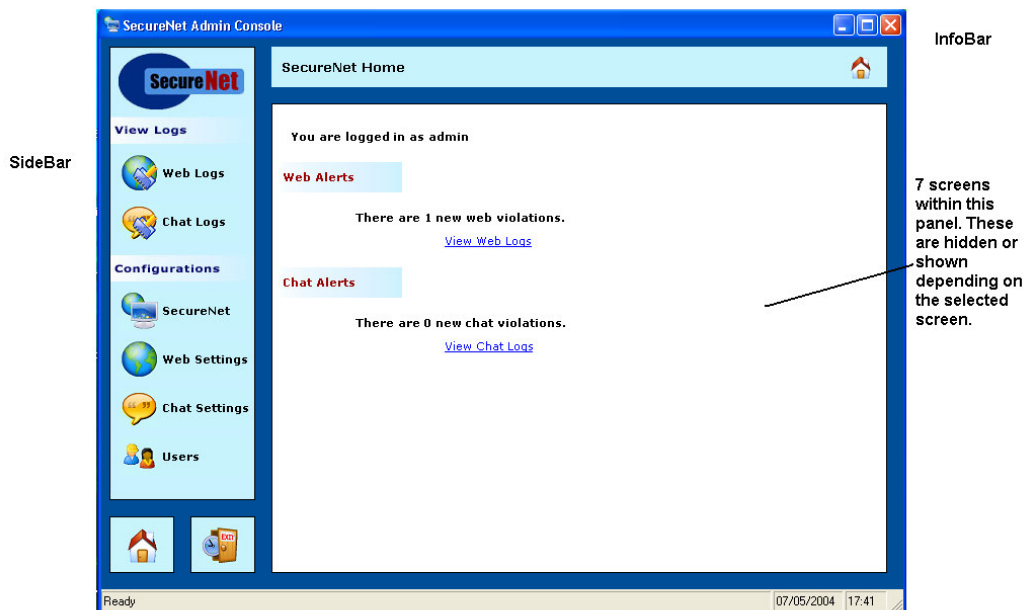 SecureNet Admin Console
InfoBar
SecureNet
SecureNet Home
View Logs
You are logged in as admin
SideBar
Web Logs
Web Alerts
7 screens
within this
panel. These
are hidden or
shown
depending on
the selected
screen.
There are 1 new web violations.
Chat Logs
View Web Logs
Configurations
Chat Alerts
SecureNet
There are 0 new chat violations.
View Chat Logs
Web Settings
Chat Settings
Users
EXIT
Ready
07/05/2004
17:41